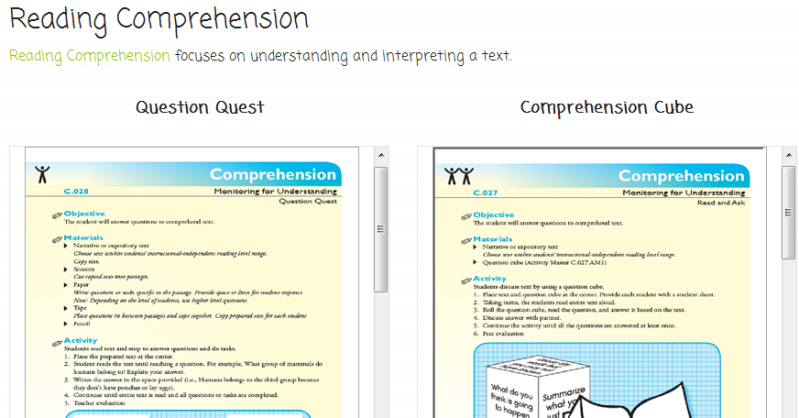 Reading Comprehension
Reading Comprehension focuses on understanding and interpreting a text.
Question Quest
Comprehension
C.028
Monitoring for Understanding
Question Quest
Objective
The student will answer questions to comprehend text.
Materials
Narrative or expository text
Choose text within students' instructional-independent reading level range.
Copy text.
Scissors
Cut copied text into passages.
Paper
Write questions or tasks specific to the passage. Provide space or lines for student response.
Note: Depending on the level of students, use higher level questions.
Tape
Place questions in between passages and tape together. Copy prepared text for each student
Pencil
Activity
Students read text and stop to answer questions and do tasks.
1. Place the prepared text at the center.
2. Student reads the text until reaching a question. For example, What group of mammals do
humans belong to? Explain your answer.
3. Writes the answer in the space provided (i.e., Humans belongs to the third group because
they don't have pouches or lay eggs).
4. Continues until entire text is read and all questions or tasks are completed.
5. Teacher evaluation
Comprehension Cube
Comprehension
C.027
Monitoring for Understanding
Read and Ask
Objective
The student will answer questions to comprehend text.
Materials
Narrative or expository text
Choose text within students' instructional-independent reading level range.
Question cube (Activity Master C.027.AM1)
Activity
Students discuss text by using a question cube.
1. Place text and question cube at the center. Provide each student with a student sheet.
2. Taking turns, the students read entire text aloud.
3. Roll the question cube, read the question, and answer it based on the text.
4. Discuss answer with partner.
5. Continue the activity until all the questions are answered at least once.
6. Peer evaluation
What do you
think is going
to happen
Summarize
what
just